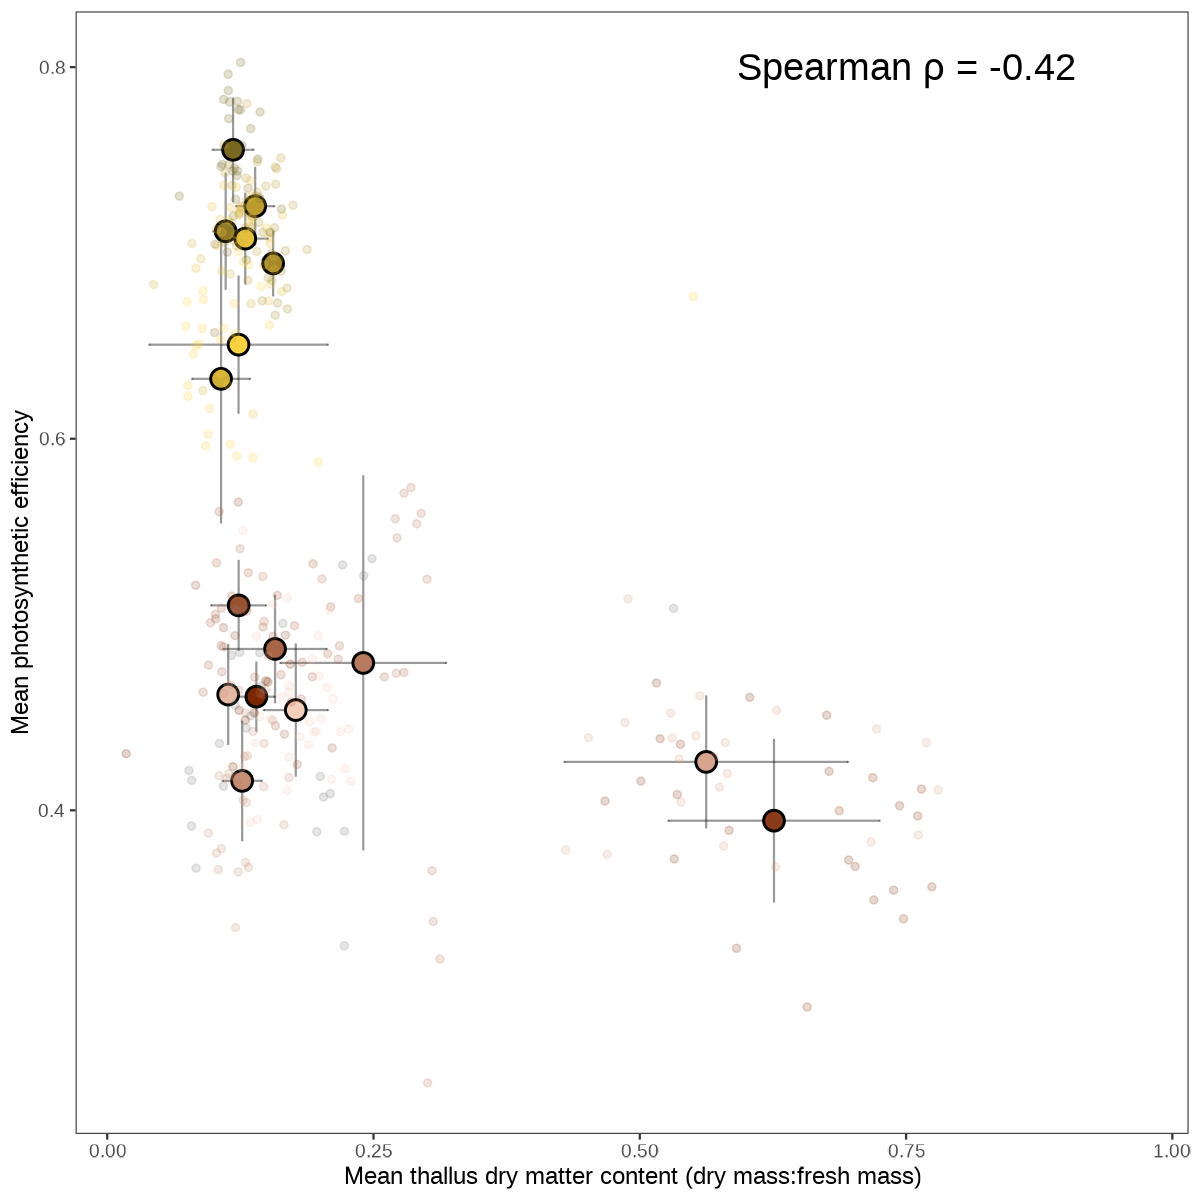 Spearman ρ = -0.42
Mean photosynthetic efficiency
0.8
0.6
0.4
0.00
0.25
0.50
0.75
1.00
Mean thallus dry matter content (dry mass:fresh mass)